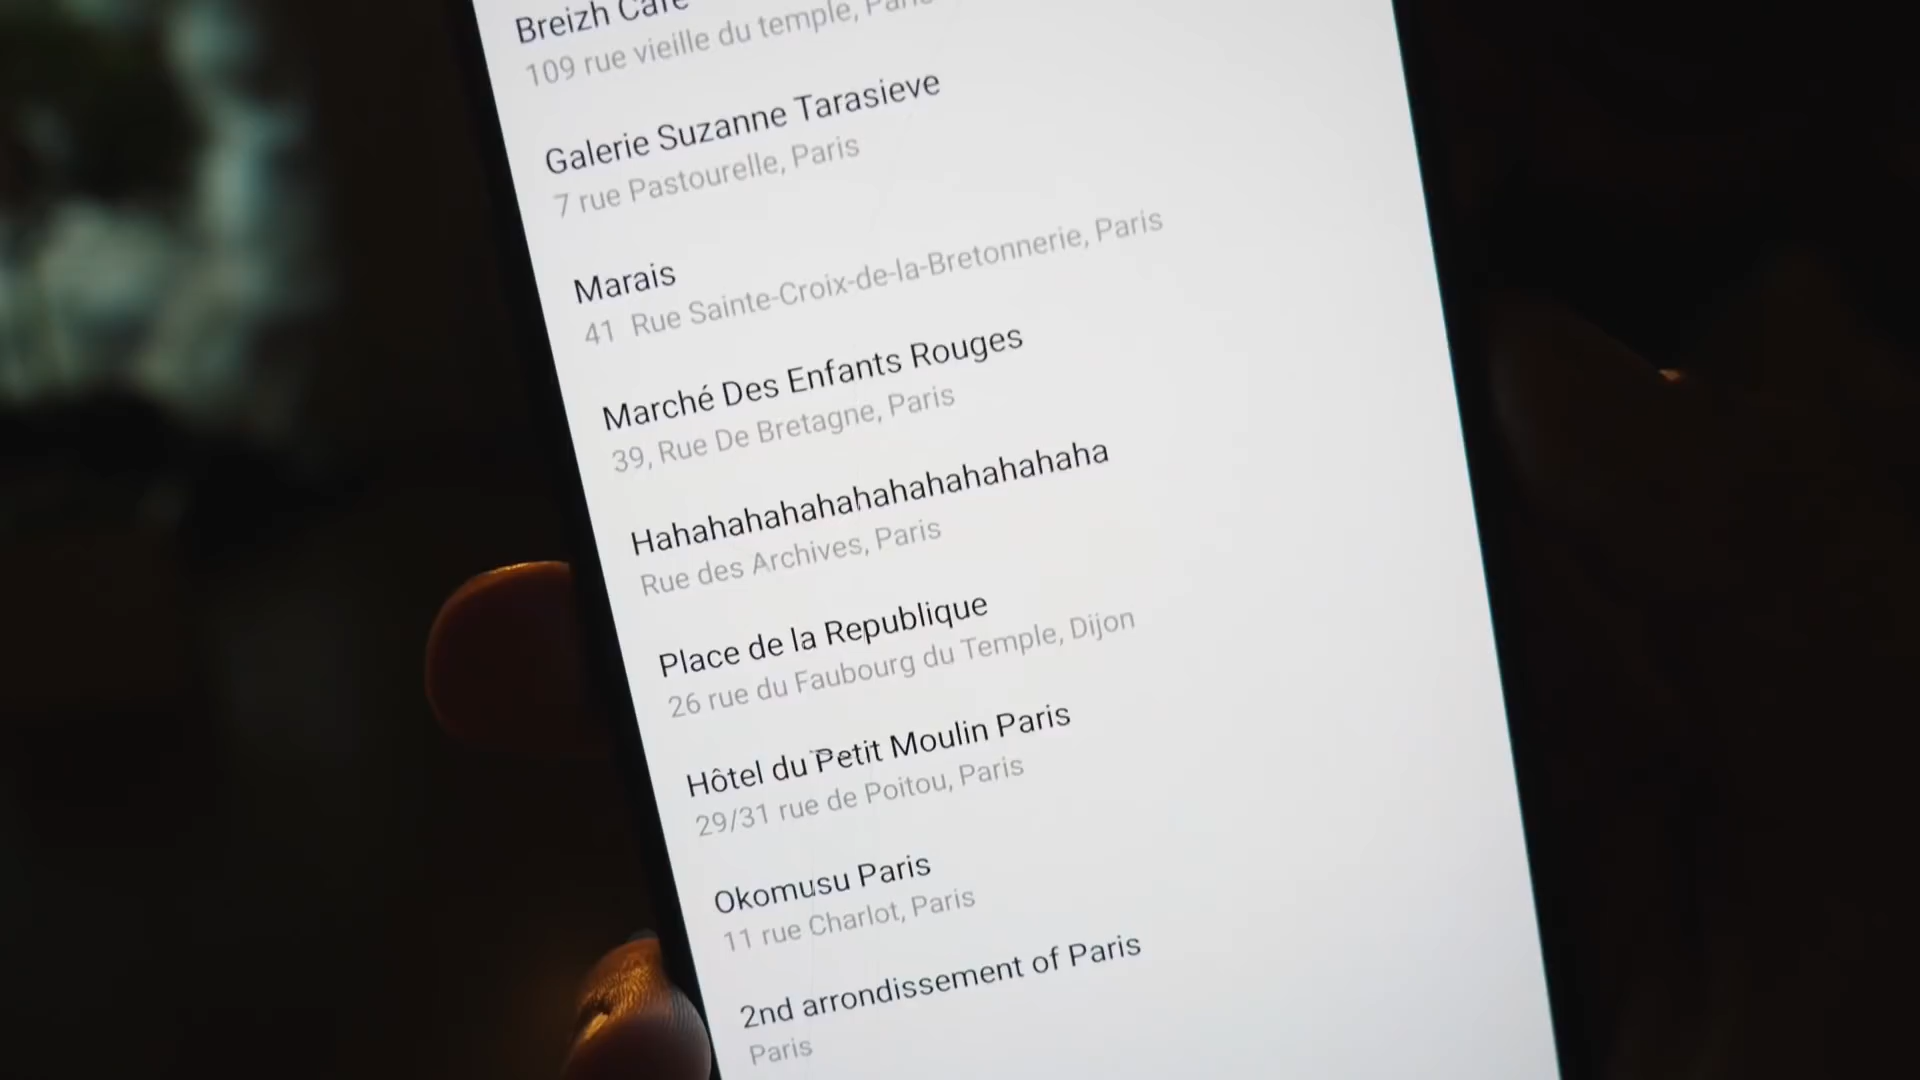 Breizh Café
109 rue vieille du temple, Paris
Galerie Suzanne Tarasieve
7 rue Pastourelle, Paris
Marais
41 Rue Sainte-Croix-de-la-Bretonnerie, Paris
Marché Des Enfants Rouges
39, Rue De Bretagne, Paris
Hahahahahahahahahahahaha
Rue des Archives, Paris
Place de la Republique
26 rue du Faubourg du Temple, Dijon
Hôtel du Petit Moulin Paris
29/31 rue de Poitou, Paris
Okomusu Paris
11 rue Charlot, Paris
2nd arrondissement of Paris
Paris